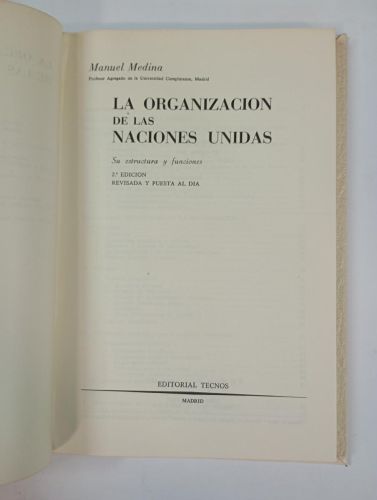 Manuel Medina
Profesor Agregado de la Universidad Complutense, Madrid
LA ORGANIZACION
DE LAS
NACIONES UNIDAS
Su estructura y funciones
2.ª EDICION
REVISADA Y PUESTA AL DIA
EDITORIAL TECNOS
MADRID